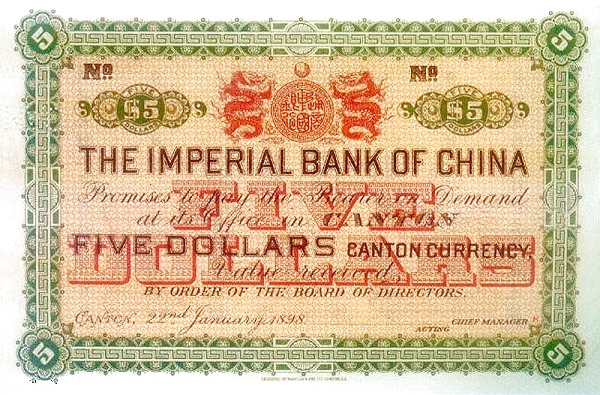 5 5
No No
FIVE $5 DOLLARS FIVE $5 DOLLARS
THE IMPERIAL BANK OF CHINA
Promises to pay the Bearer on Demand
at its Office in CANTON
FIVE
FIVE DOLLARS CANTON CURRENCY,
DOLLARS
Value received.
BY ORDER OF THE BOARD OF DIRECTORS.
CANTON, 22nd January, 1898.
CHIEF MANAGER
ACTING
5 5